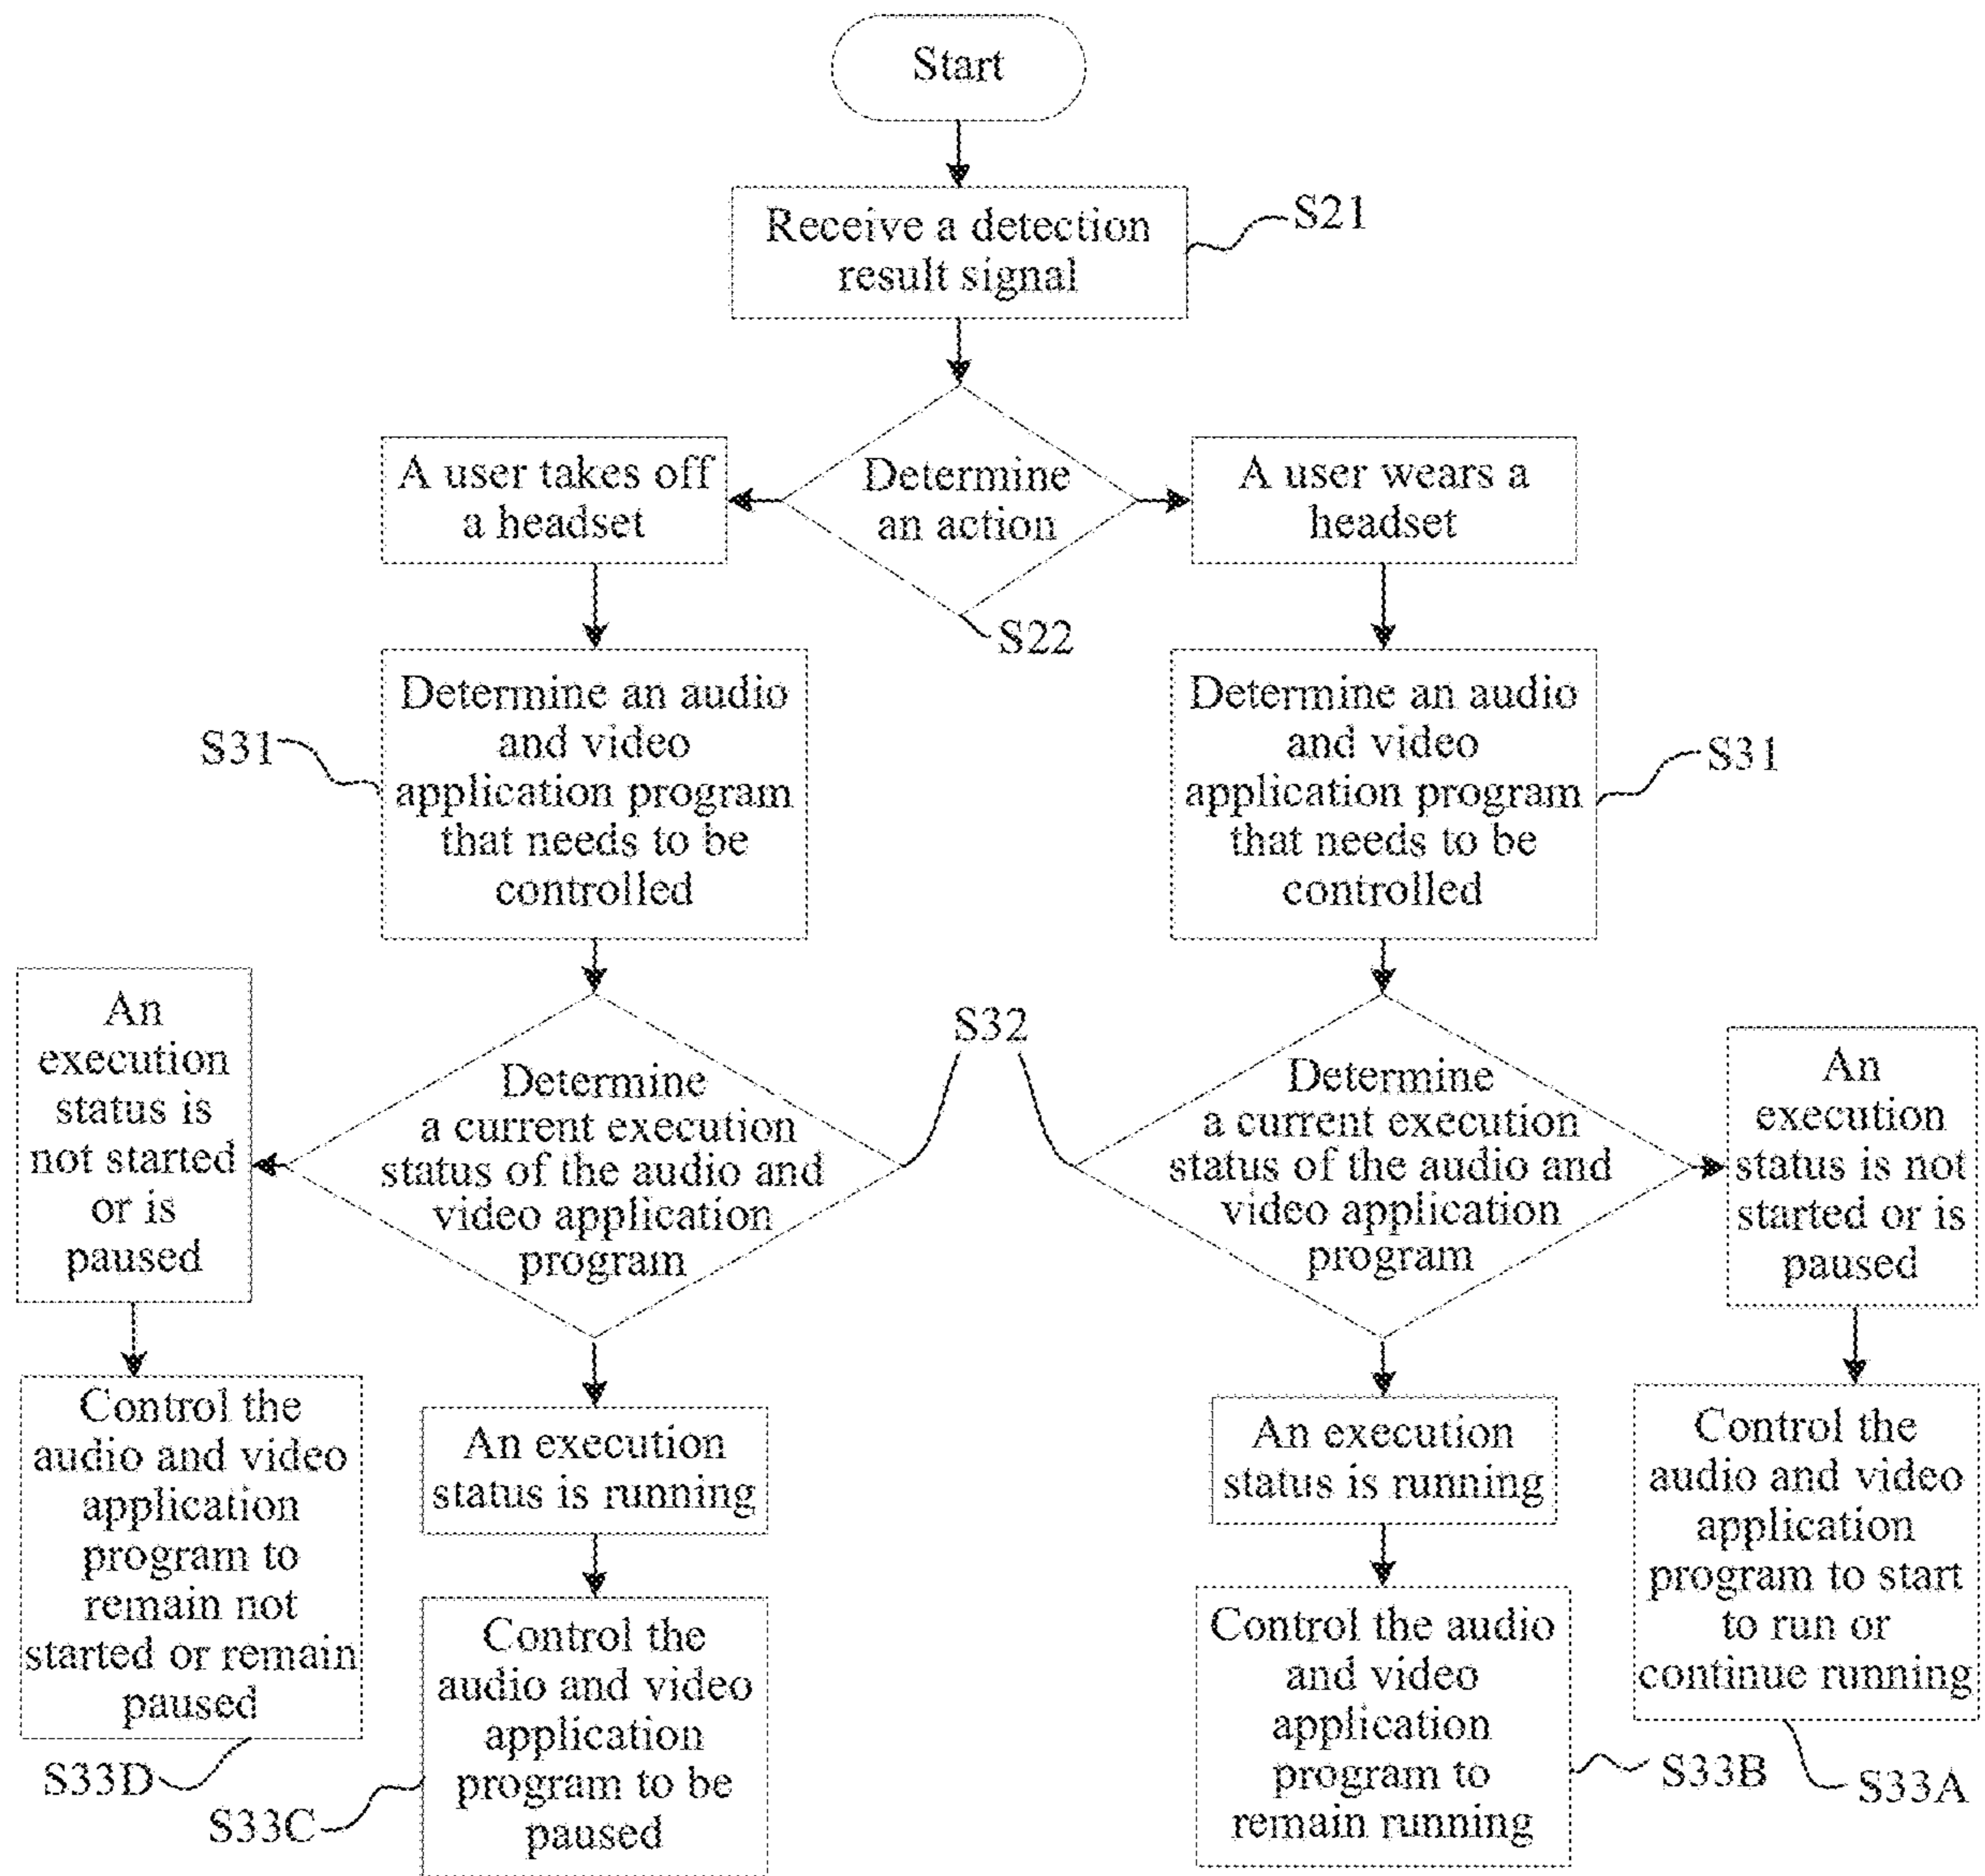 Start
Receive a detection
result signal
S21
A user takes off
a headset
Determine
an action
A user wears a
headset
S22
Determine an audio
and video
application program
that needs to be
controlled
S31
Determine an audio
and video
application program
that needs to be
controlled
S31
An
execution
status is
not started
or is
paused
Determine
a current execution
status of the audio and
video application
program
S32
Determine
a current execution
status of the audio and
video application
program
An
execution
status is not
started or is
paused
Control the
audio and video
application
program to
remain not
started or remain
paused
S33D
An execution
status is running
Control the
audio and video
application
program to be
paused
S33C
An execution
status is running
Control the audio
and video
application
program to
remain running
S33B
Control the
audio and video
application
program to start
to run or
continue running
S33A